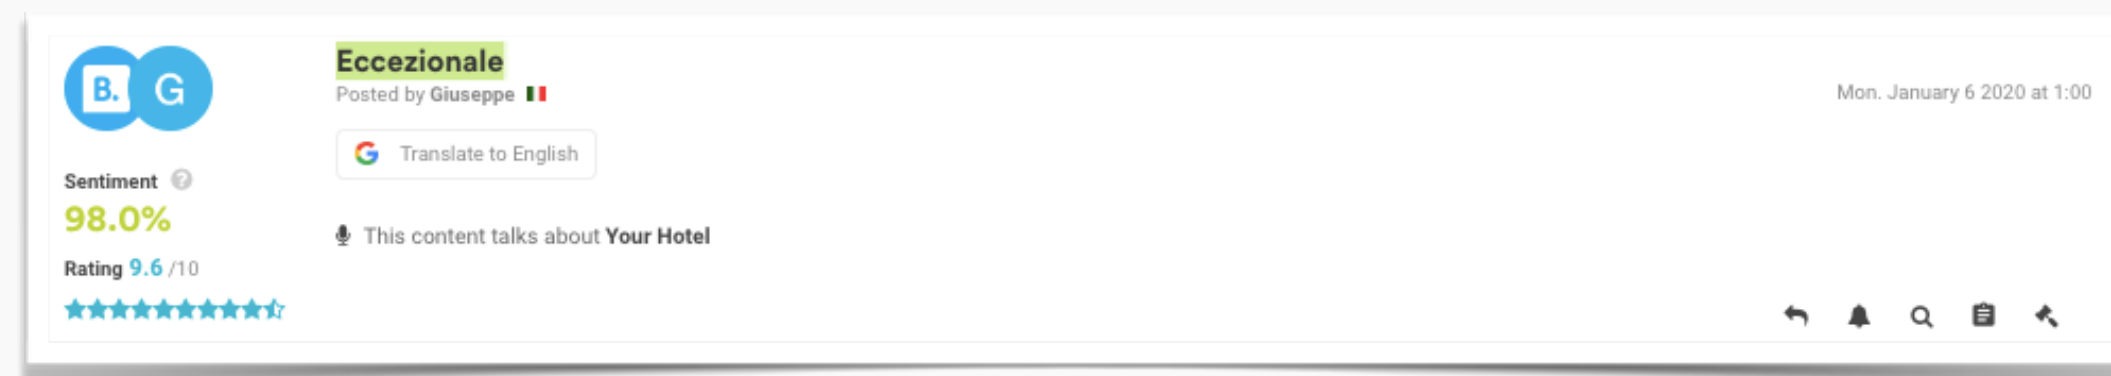 B. G
Eccezionale
Posted by Giuseppe
Mon. January 6 2020 at 1:00
G Translate to English
Sentiment ?
98.0%
This content talks about Your Hotel
Rating 9.6 /10